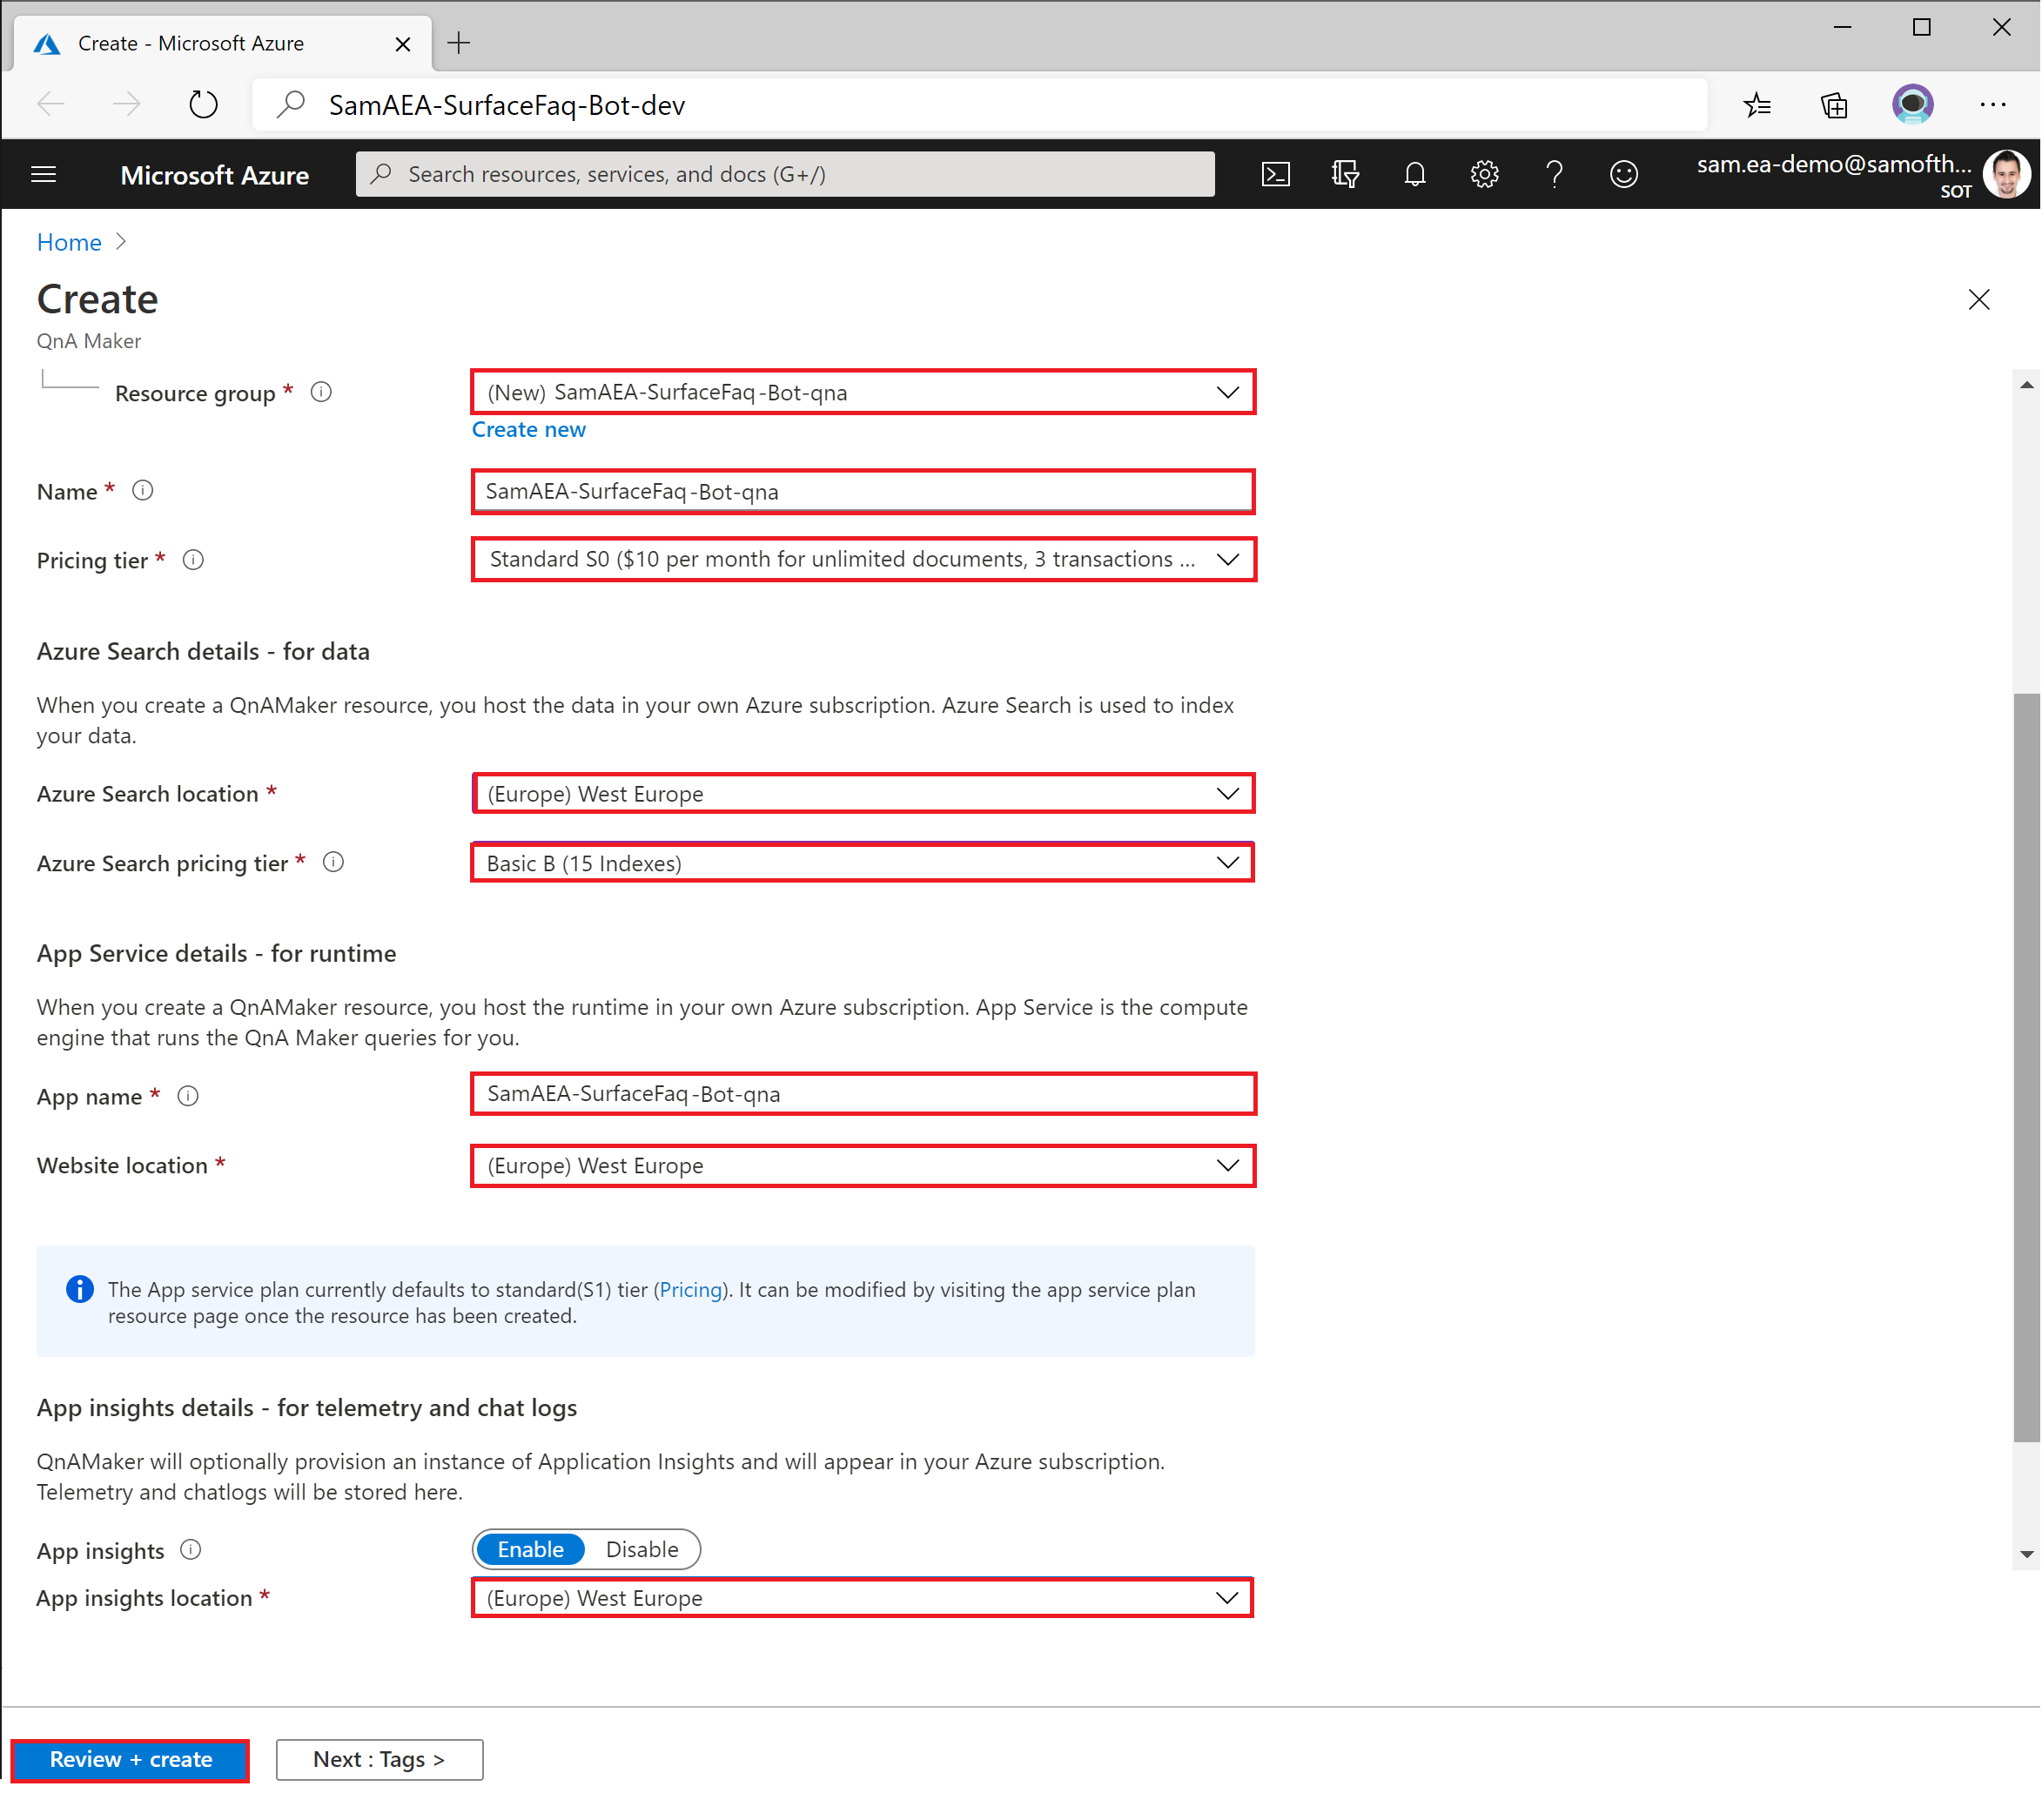 Create - Microsoft Azure
SamAEA-SurfaceFaq-Bot-dev
Microsoft Azure
Search resources, services, and docs (G+/)
sam.ea-demo@samofth...
SOT
Home
Create
QnA Maker
Resource group *
(New) SamAEA-SurfaceFaq-Bot-qna
Create new
Name *
SamAEA-SurfaceFaq-Bot-qna
Pricing tier *
Standard S0 ($10 per month for unlimited documents, 3 transactions ...
Azure Search details - for data
When you create a QnAMaker resource, you host the data in your own Azure subscription. Azure Search is used to index
your data.
Azure Search location *
(Europe) West Europe
Azure Search pricing tier *
Basic B (15 Indexes)
App Service details - for runtime
When you create a QnAMaker resource, you host the runtime in your own Azure subscription. App Service is the compute
engine that runs the QnA Maker queries for you.
App name *
SamAEA-SurfaceFaq-Bot-qna
Website location *
(Europe) West Europe
The App service plan currently defaults to standard(S1) tier (Pricing). It can be modified by visiting the app service plan
resource page once the resource has been created.
App insights details - for telemetry and chat logs
QnAMaker will optionally provision an instance of Application Insights and will appear in your Azure subscription.
Telemetry and chatlogs will be stored here.
App insights
Enable Disable
App insights location *
(Europe) West Europe
Review + create
Next : Tags >